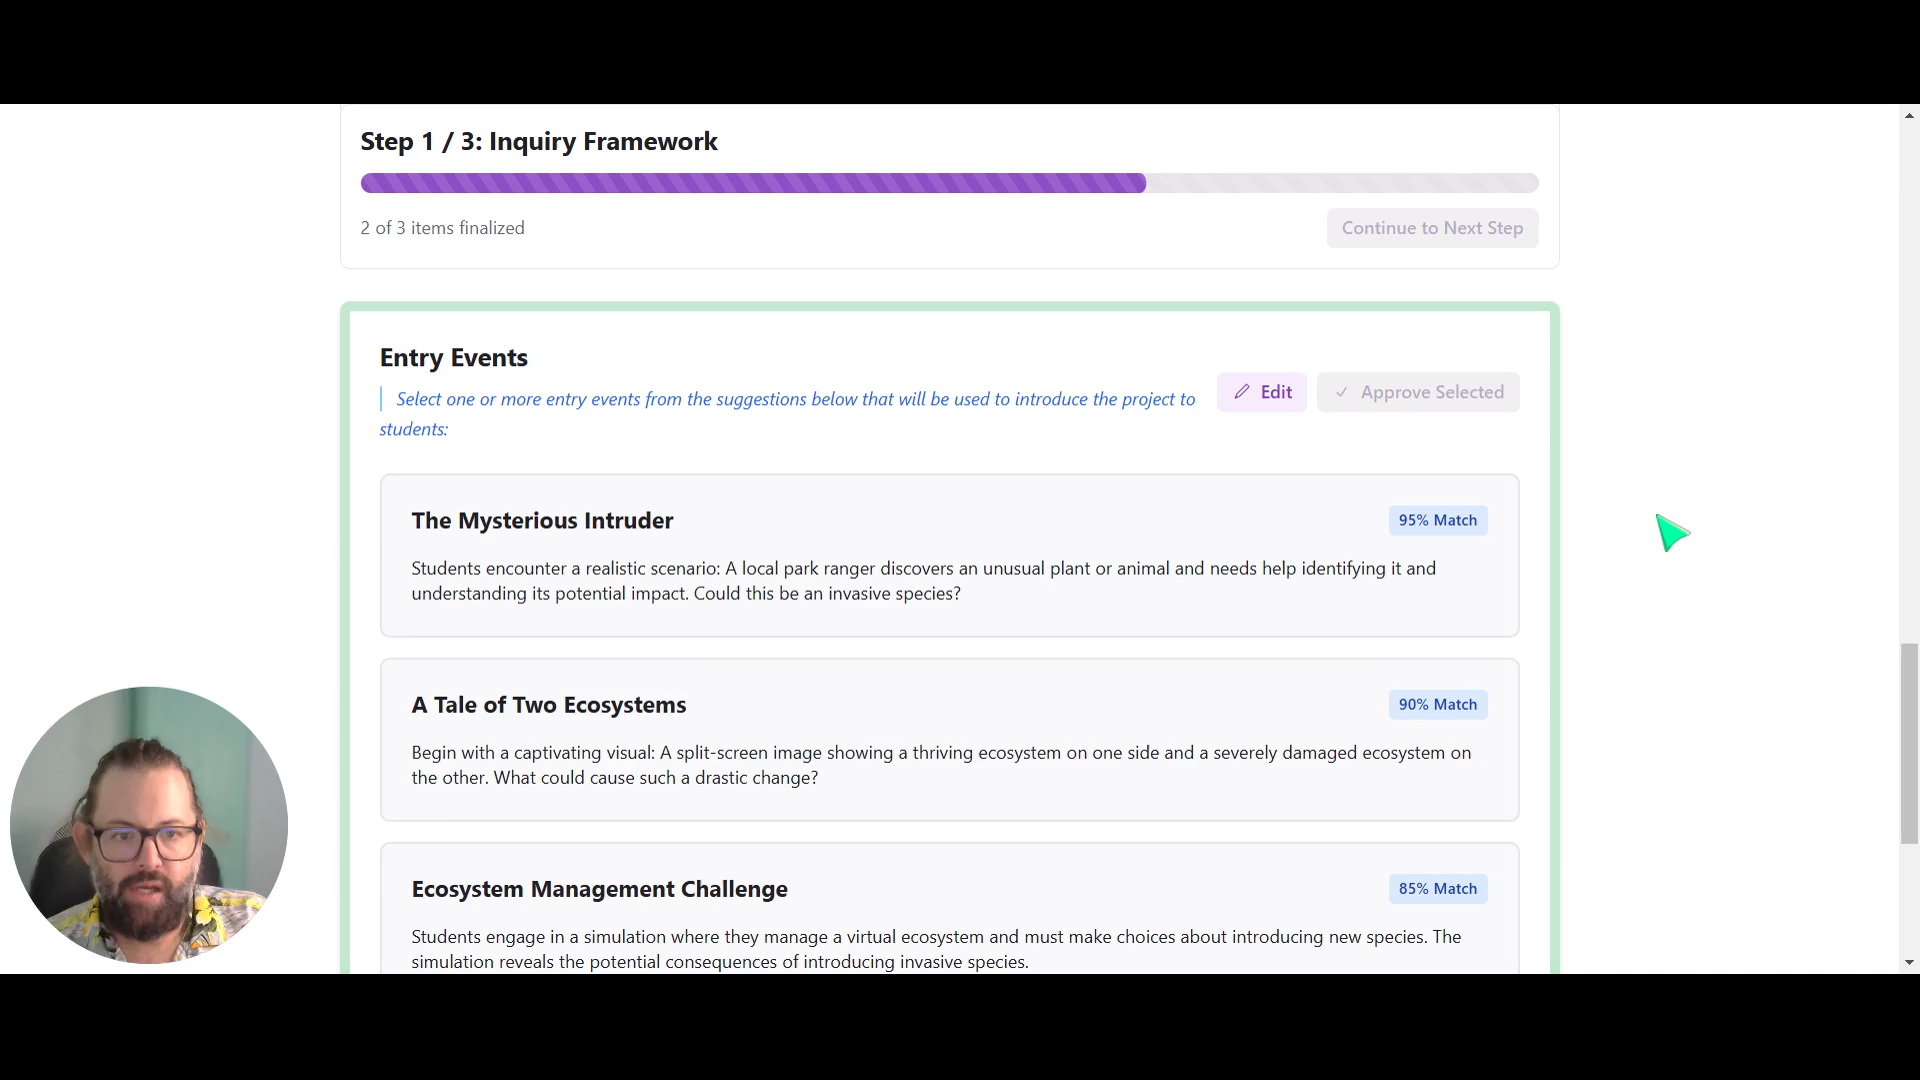 Step 1 / 3: Inquiry Framework
2 of 3 items finalized
Continue to Next Step
Entry Events
Select one or more entry events from the suggestions below that will be used to introduce the project to
students:
Edit
Approve Selected
The Mysterious Intruder
95% Match
Students encounter a realistic scenario: A local park ranger discovers an unusual plant or animal and needs help identifying it and
understanding its potential impact. Could this be an invasive species?
A Tale of Two Ecosystems
90% Match
Begin with a captivating visual: A split-screen image showing a thriving ecosystem on one side and a severely damaged ecosystem on
the other. What could cause such a drastic change?
Ecosystem Management Challenge
85% Match
Students engage in a simulation where they manage a virtual ecosystem and must make choices about introducing new species. The
simulation reveals the potential consequences of introducing invasive species.